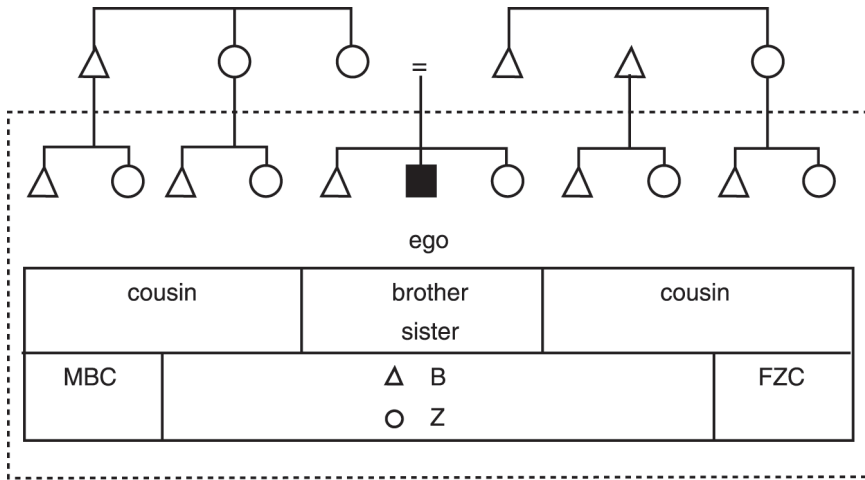 =
ego
cousin brother cousin
sister
MBC B FZC
Z